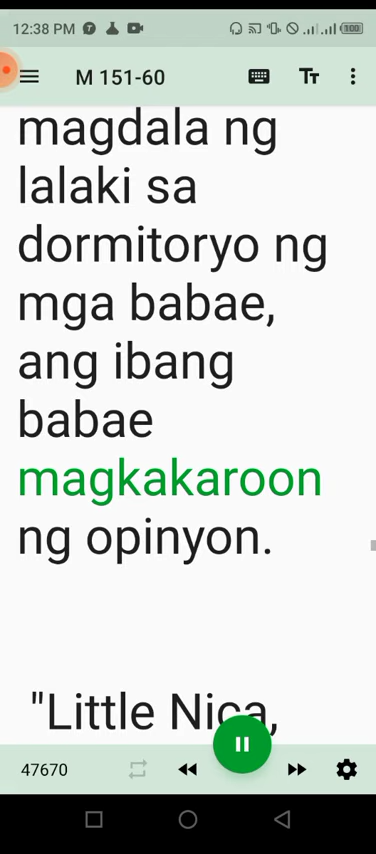 12:38 PM
100
M 151-60
magdala ng
lalaki sa
dormitoryo ng
mga babae,
ang ibang
babae
magkakaroon
ng opinyon.
"Little Nica,
47670